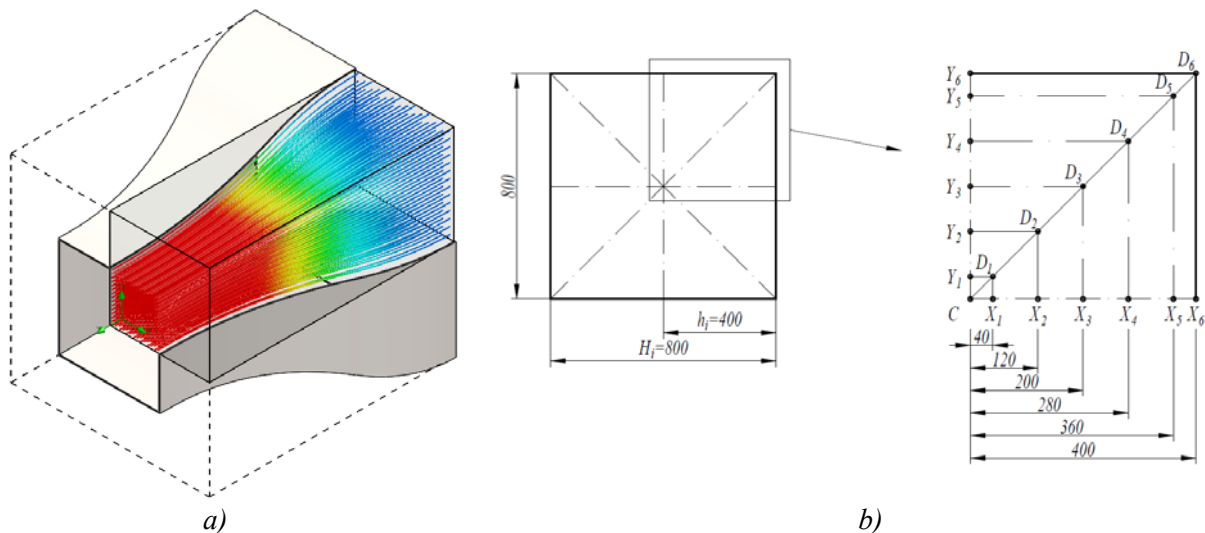 z
a)
800
h_i=400
H_i=800
Y_6
Y_5
Y_4
Y_3
Y_2
Y_1
D_6
D_5
D_4
D_3
D_2
D_1
C X_1 X_2 X_3 X_4 X_5 X_6
40
120
200
280
360
400
b)